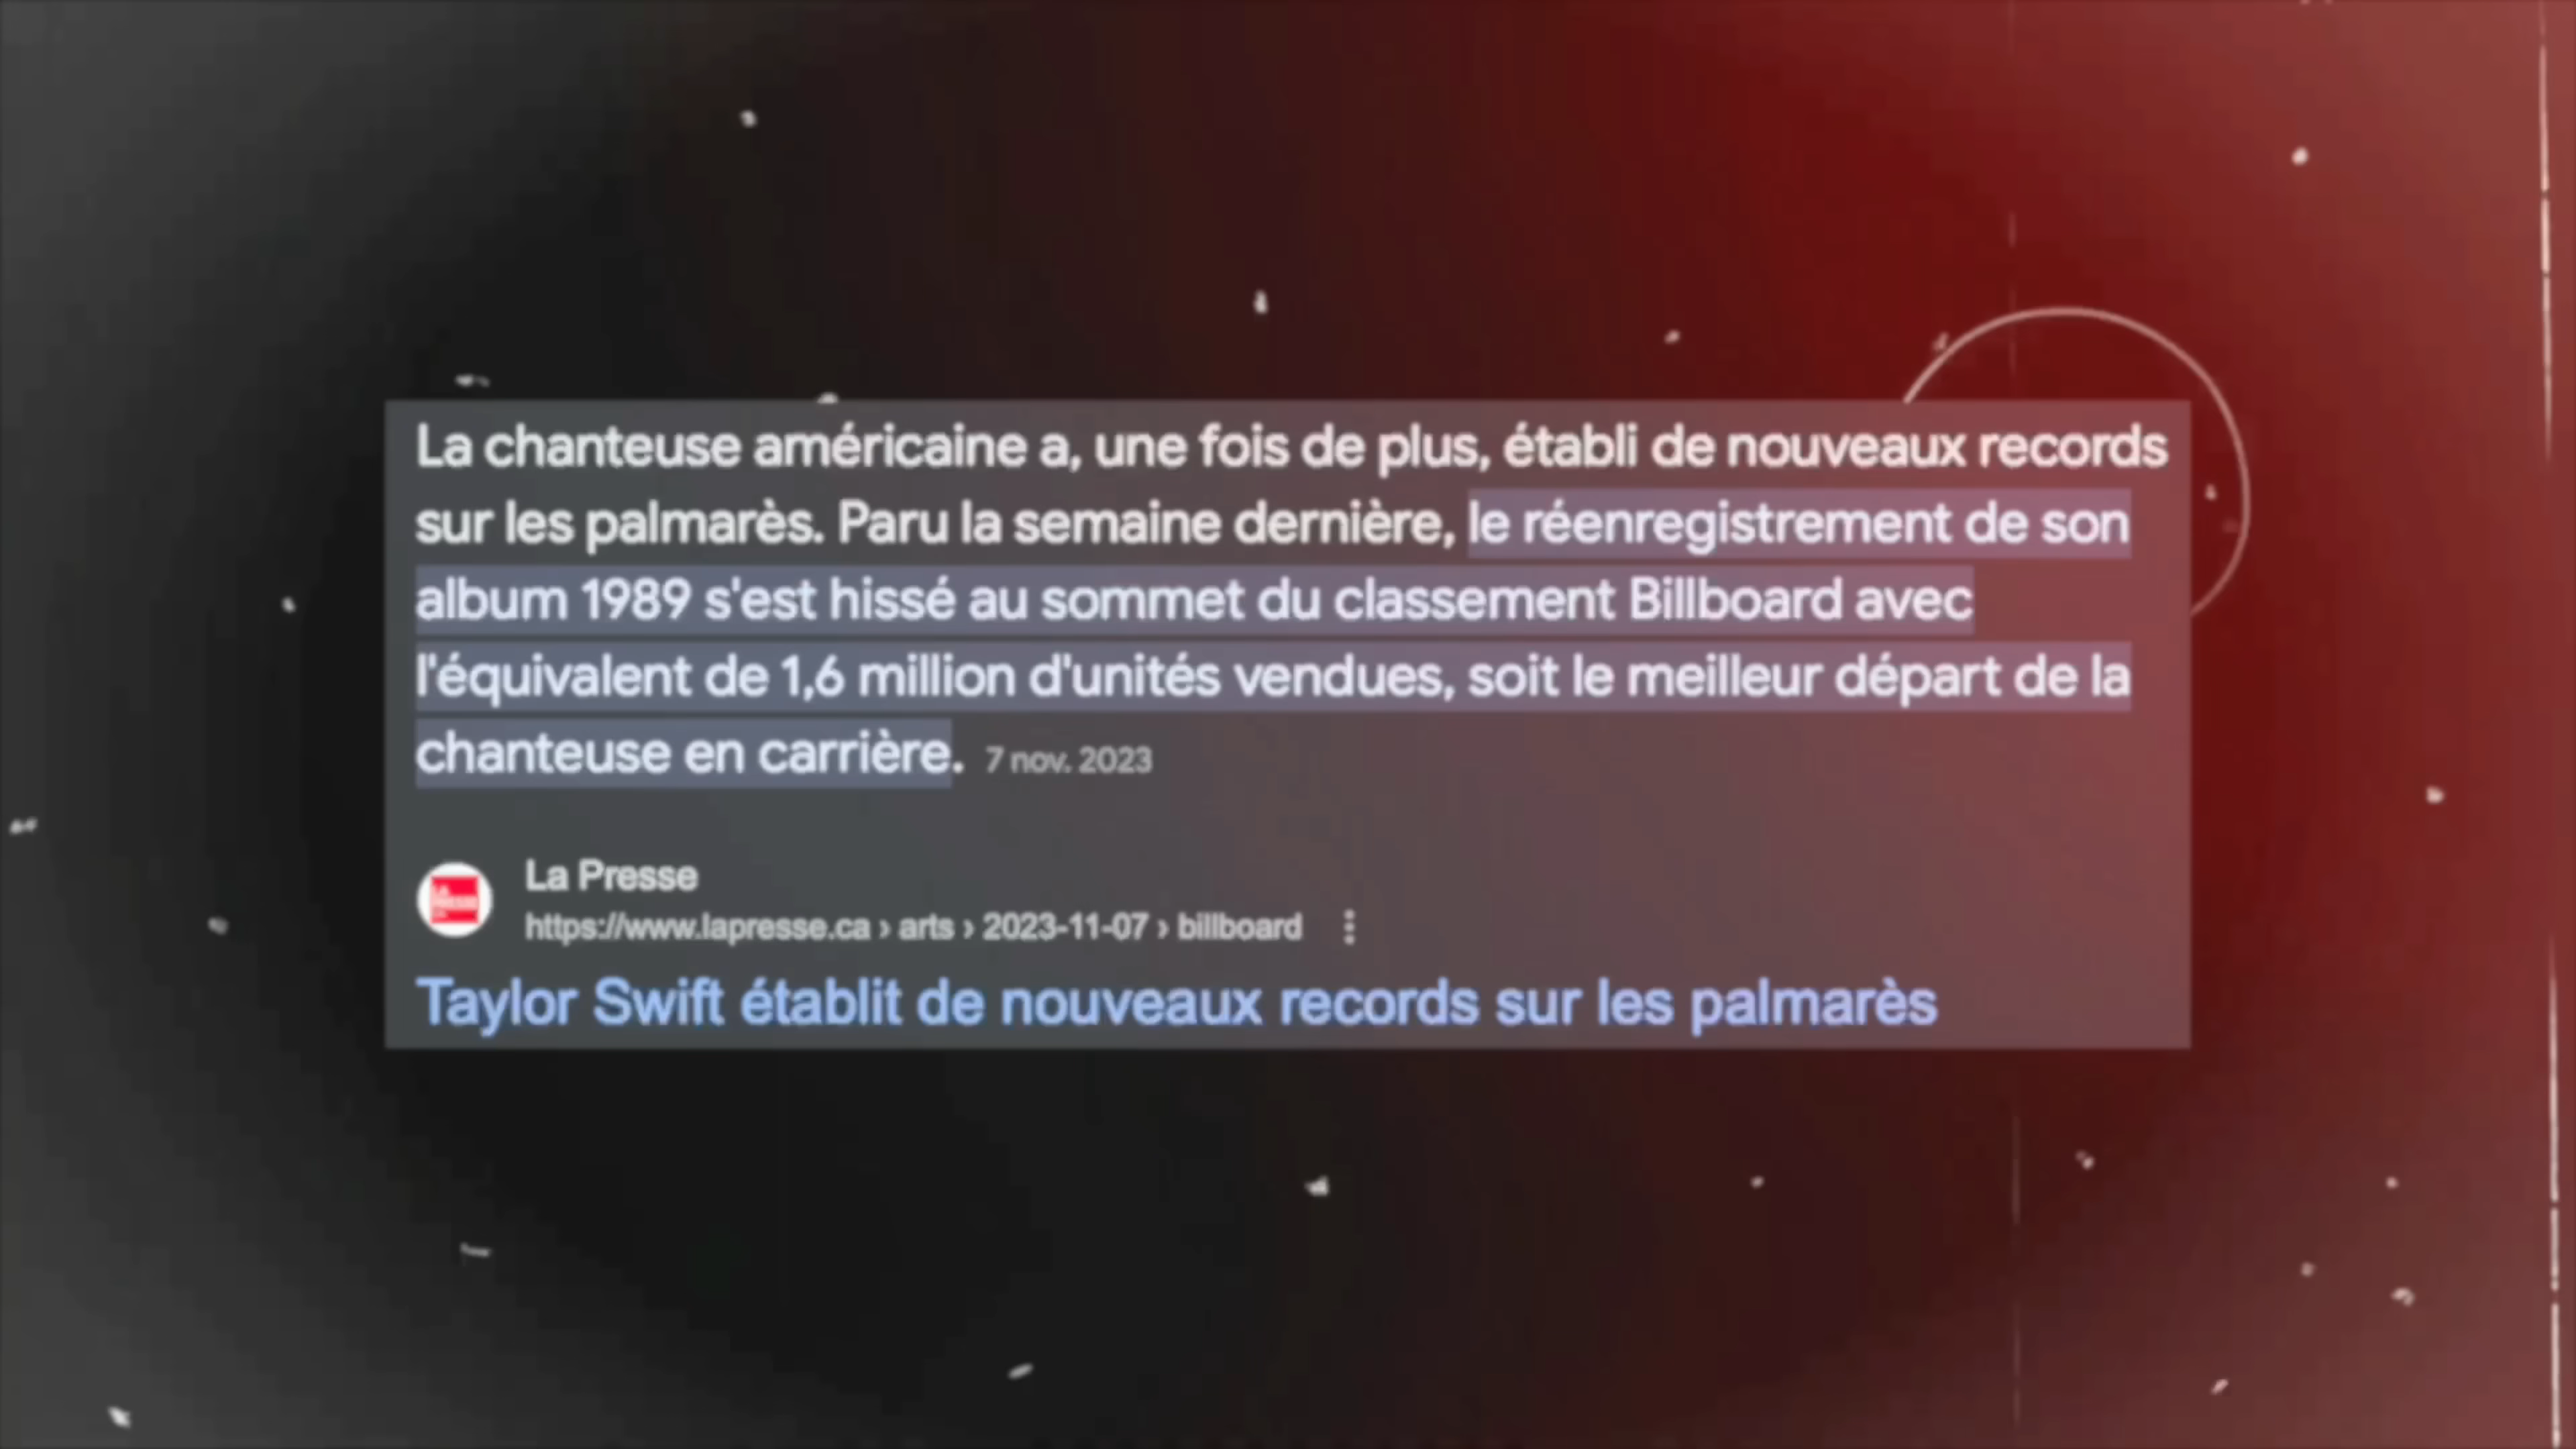 La chanteuse américaine a, une fois de plus, établi de nouveaux records
sur les palmarès. Paru la semaine dernière, le réenregistrement de son
album 1989 s'est hissé au sommet du classement Billboard avec
l'équivalent de 1,6 million d'unités vendues, soit le meilleur départ de la
chanteuse en carrière. 7 nov. 2023
La Presse
https://www.lapresse.ca › arts › 2023-11-07 › billboard
Taylor Swift établit de nouveaux records sur les palmarès